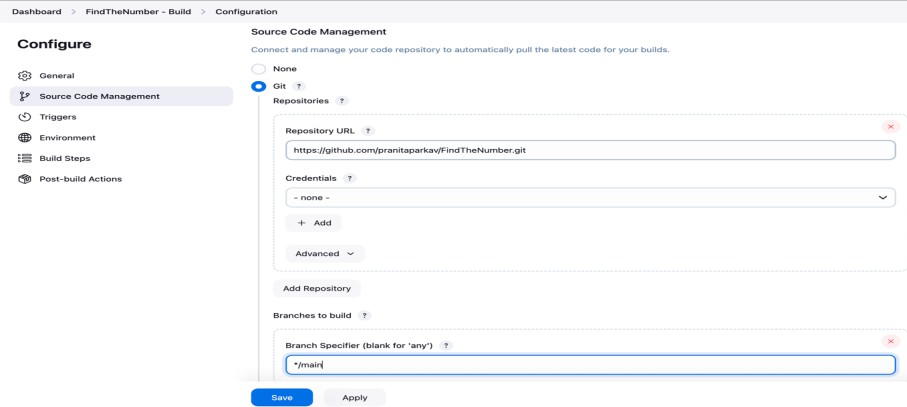 Dashboard > FindTheNumber - Build > Configuration
Configure
General
Source Code Management
Triggers
Environment
Build Steps
Post-build Actions
Source Code Management
Connect and manage your code repository to automatically pull the latest code for your builds.
None
Git ?
Repositories ?
Repository URL ?
https://github.com/pranitaparkav/FindTheNumber.git
Credentials ?
- none -
+ Add
Advanced
Add Repository
Branches to build ?
Branch Specifier (blank for 'any') ?
*/main
Save Apply